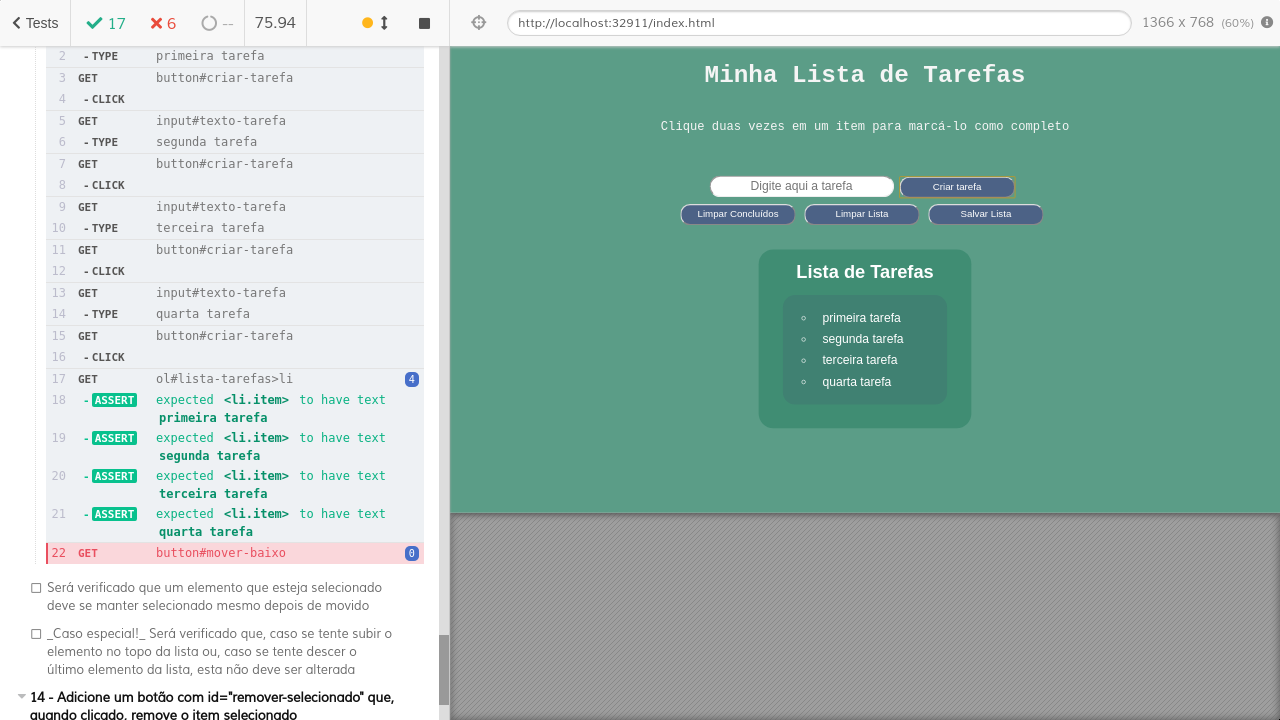 Tests 17 6 -- 75.94 http://localhost:32911/index.html 1366 x 768 (60%)
2 - TYPE primeira tarefa
3 GET button#criar-tarefa
4 - CLICK
5 GET input#texto-tarefa
6 - TYPE segunda tarefa
7 GET button#criar-tarefa
8 - CLICK
9 GET input#texto-tarefa
10 - TYPE terceira tarefa
11 GET button#criar-tarefa
12 - CLICK
13 GET input#texto-tarefa
14 - TYPE quarta tarefa
15 GET button#criar-tarefa
16 - CLICK
17 GET ol#lista-tarefas>li 4
18 - ASSERT expected <li.item> to have text
primeira tarefa
19 - ASSERT expected <li.item> to have text
segunda tarefa
20 - ASSERT expected <li.item> to have text
terceira tarefa
21 - ASSERT expected <li.item> to have text
quarta tarefa
22 GET button#mover-baixo 0
Será verificado que um elemento que esteja selecionado
deve se manter selecionado mesmo depois de movido
_Caso especial!_ Será verificado que, caso se tente subir o
elemento no topo da lista ou, caso se tente descer o
último elemento da lista, esta não deve ser alterada
14 - Adicione um botão com id="remover-selecionado" que,
quando clicado, remove o item selecionado
Minha Lista de Tarefas
Clique duas vezes em um item para marcá-lo como completo
Digite aqui a tarefa Criar tarefa
Limpar Concluídos Limpar Lista Salvar Lista
Lista de Tarefas
primeira tarefa
segunda tarefa
terceira tarefa
quarta tarefa